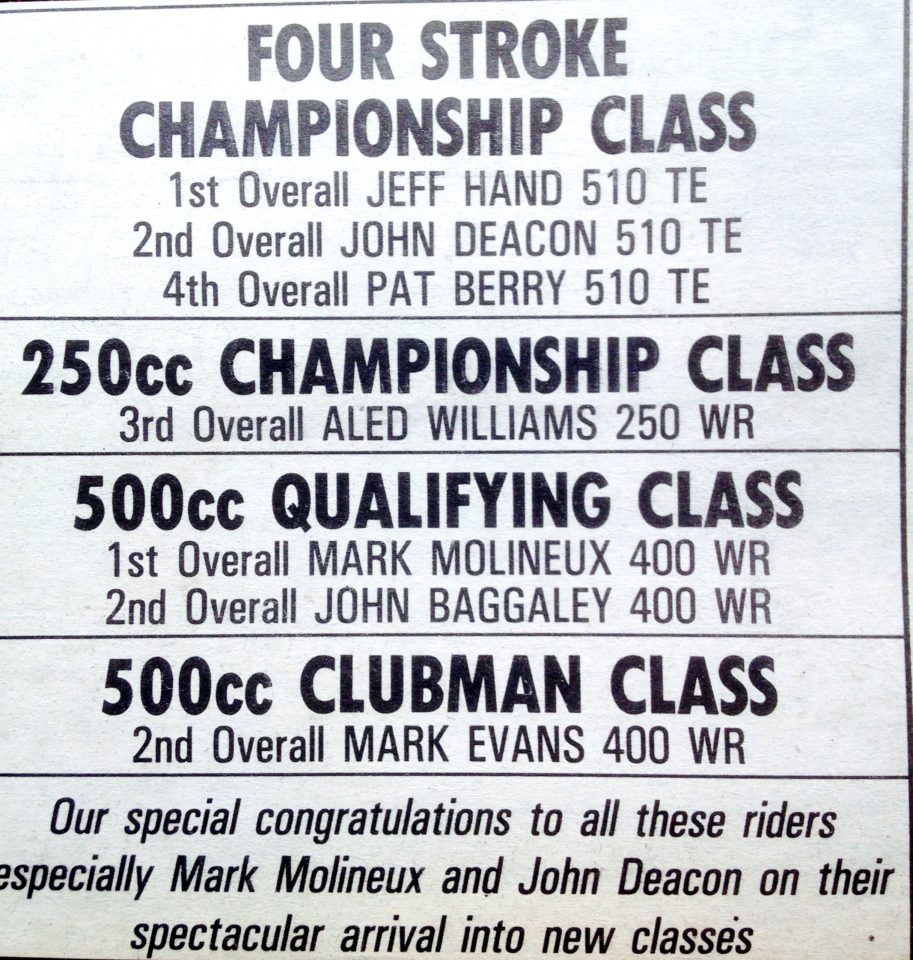 FOUR STROKE
CHAMPIONSHIP CLASS
1st Overall JEFF HAND 510 TE
2nd Overall JOHN DEACON 510 TE
4th Overall PAT BERRY 510 TE
250cc CHAMPIONSHIP CLASS
3rd Overall ALED WILLIAMS 250 WR
500cc QUALIFYING CLASS
1st Overall MARK MOLINEUX 400 WR
2nd Overall JOHN BAGGALEY 400 WR
500cc CLUBMAN CLASS
2nd Overall MARK EVANS 400 WR
Our special congratulations to all these riders
especially Mark Molineux and John Deacon on their
spectacular arrival into new classes